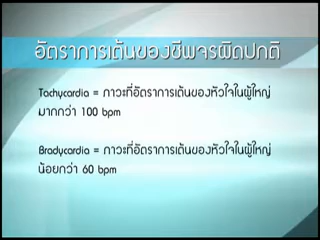 อัตราการเต้นของชีพจรผิดปกติ
Tachycardia = ภาวะที่อัตราการเต้นของหัวใจในผู้ใหญ่
มากกว่า 100 bpm
Bradycardia = ภาวะที่อัตราการเต้นของหัวใจในผู้ใหญ่
น้อยกว่า 60 bpm